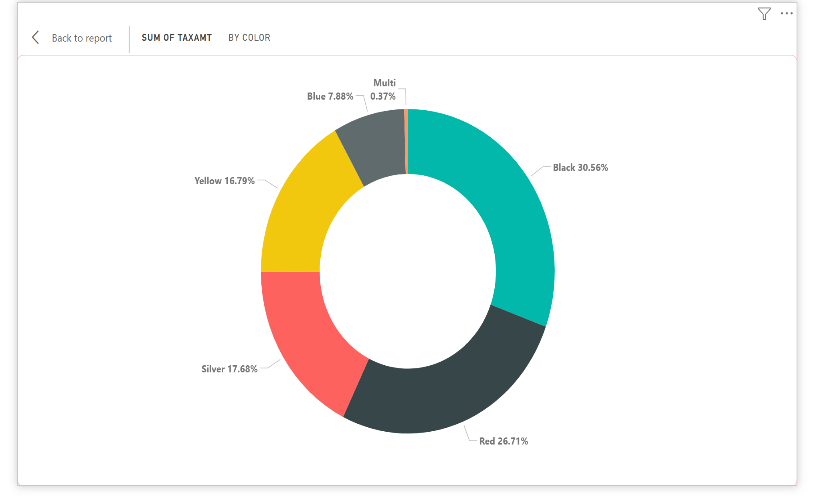 Back to report
SUM OF TAXAMT
BY COLOR
Multi
0.37%
Blue 7.88%
Black 30.56%
Yellow 16.79%
Silver 17.68%
Red 26.71%